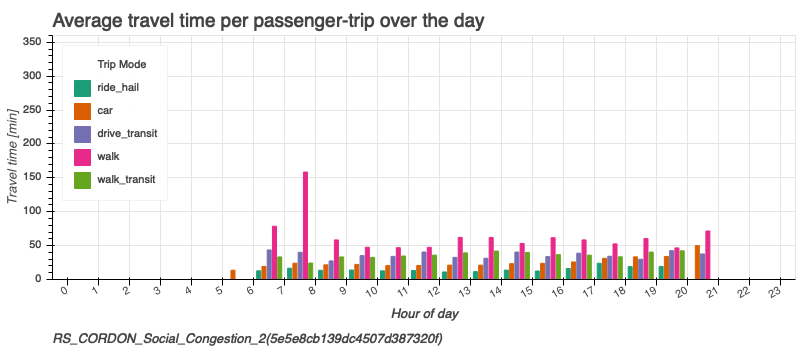 Average travel time per passenger-trip over the day
350
300
250
200
150
100
50
0
Travel time [min]
Trip Mode
ride_hail
car
drive_transit
walk
walk_transit
0 1 2 3 4 5 6 7 8 9 10 11 12 13 14 15 16 17 18 19 20 21 22 23
Hour of day
RS_CORDON_Social_Congestion_2(5e5e8cb139dc4507d387320f)